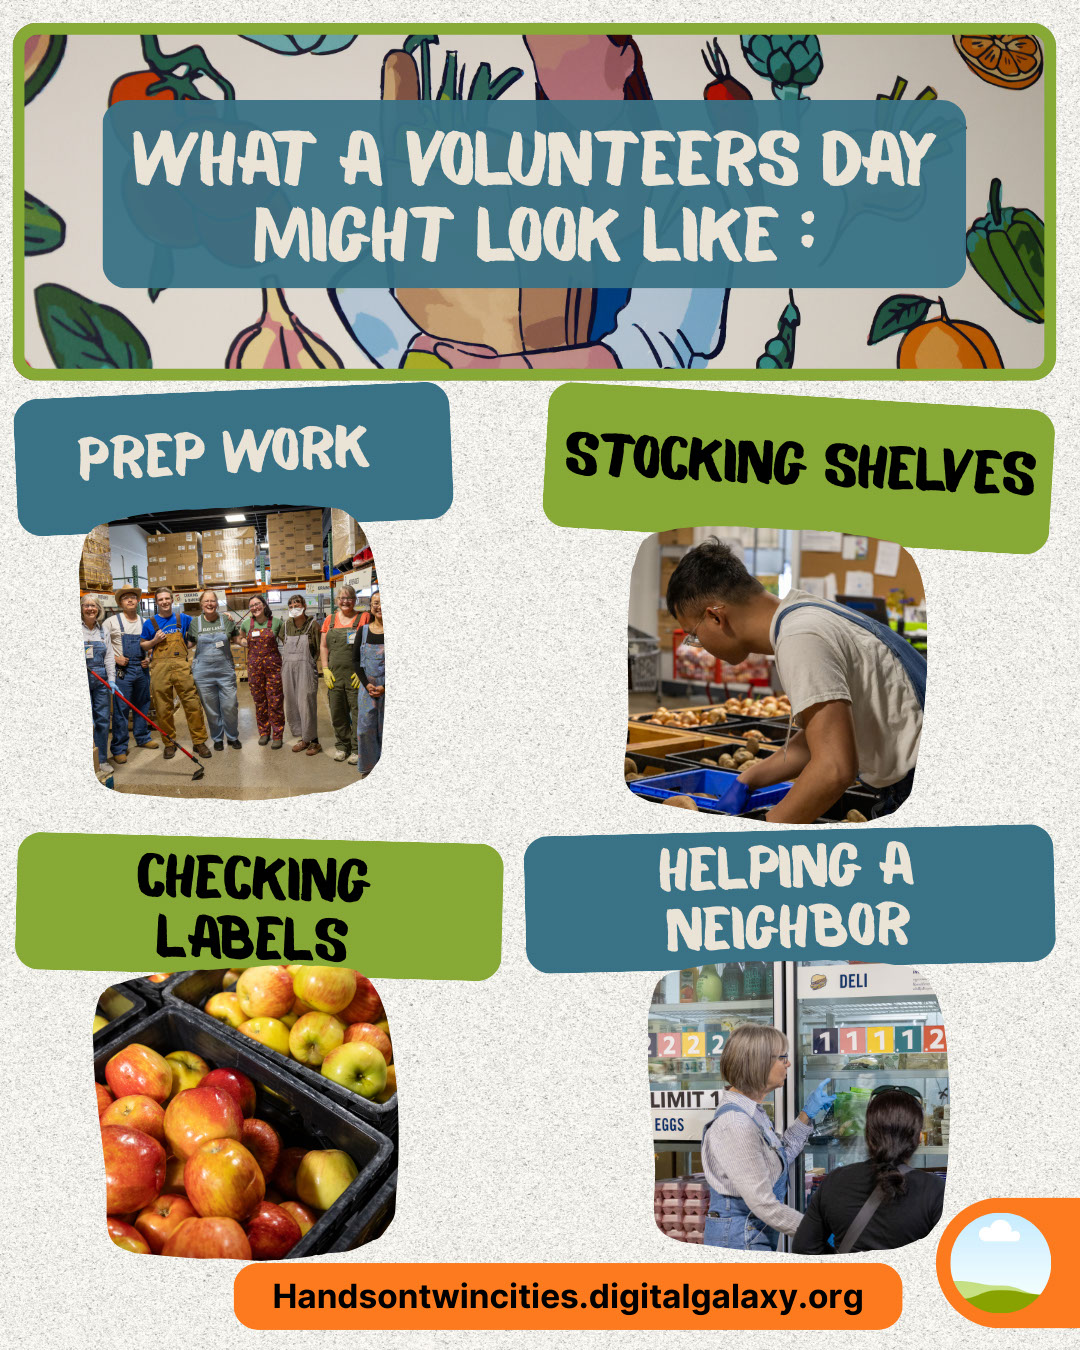 WHAT A VOLUNTEERS DAY
MIGHT LOOK LIKE :
PREP WORK
STOCKING SHELVES
CHECKING
LABELS
HELPING A
NEIGHBOR
DELI
2 2 2
1 1 1 1 2
LIMIT 1
EGGS
Handsontwincities.digitalgalaxy.org